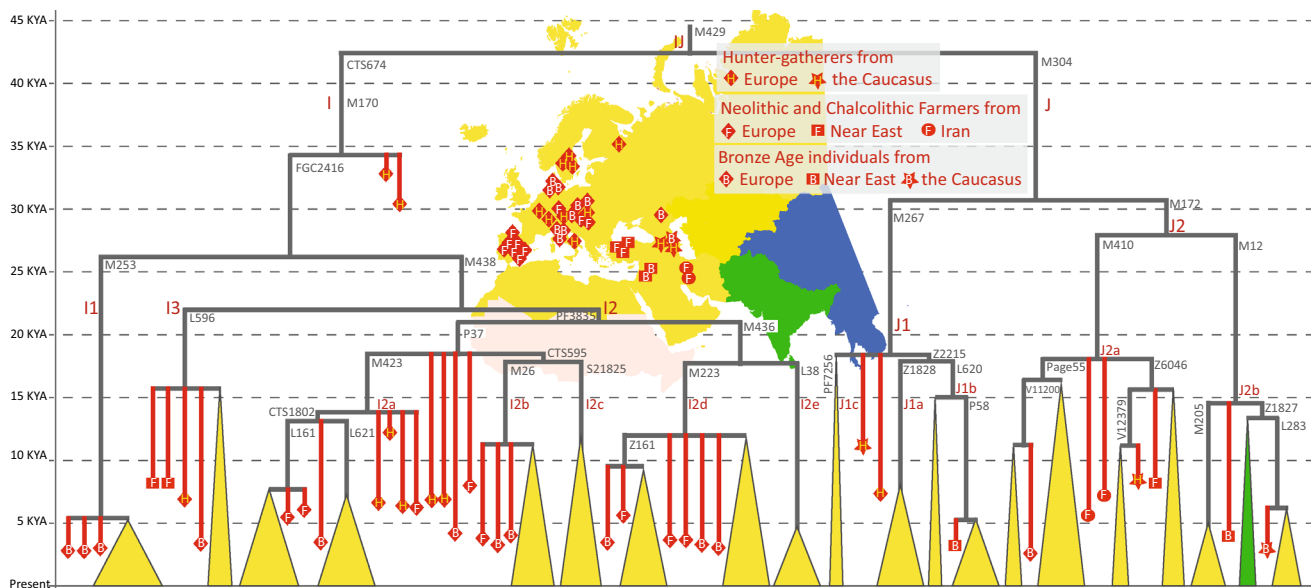 45 KYA
40 KYA
35 KYA
30 KYA
25 KYA
20 KYA
15 KYA
10 KYA
5 KYA
Present
IJ
M429
CTS674
M304
I
M170
J
FGC2416
H
H
Hunter-gatherers from
H Europe H the Caucasus
Neolithic and Chalcolithic Farmers from
F Europe F Near East F Iran
Bronze Age individuals from
B Europe B Near East B the Caucasus
M267
M172
J2
M410
M12
M253
M438
I1
I3
L596
I2
PF3835
P37
M436
J1
M423
CTS595
M26
S21825
M223
L38
PF7256
Z2215
Z1828
L620
Page55
J2a
Z6046
V11200
CTS1802
I2a
L161
L621
I2b
I2c
I2d
I2e
J1c
J1a
J1b
P58
V12379
M205
J2b
Z1827
L283
Z161
B B B
F F H B
F F B
H H H F
H H B F
F B B
B F
F F B B
H H
B
B
F F
H F
B
B